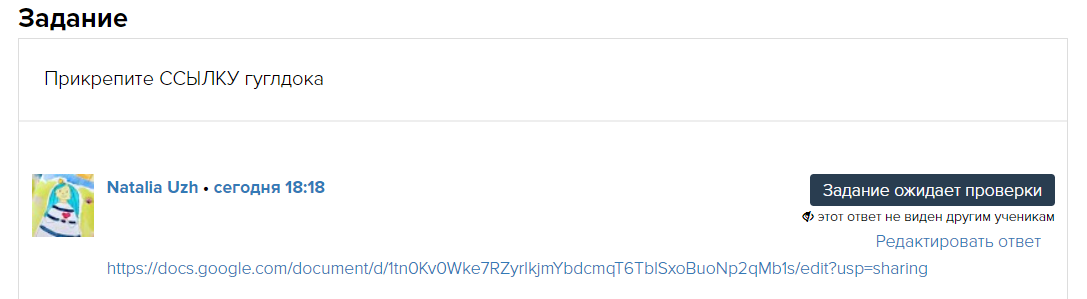 Задание
Прикрепите ССЫЛКУ гуглдока
Natalia Uzh • сегодня 18:18
Задание ожидает проверки
этот ответ не виден другим ученикам
Редактировать ответ
https://docs.google.com/document/d/1tn0Kv0Wke7RZyrlkjmYbdcmqT6TblSxoBuoNp2qMb1s/edit?usp=sharing